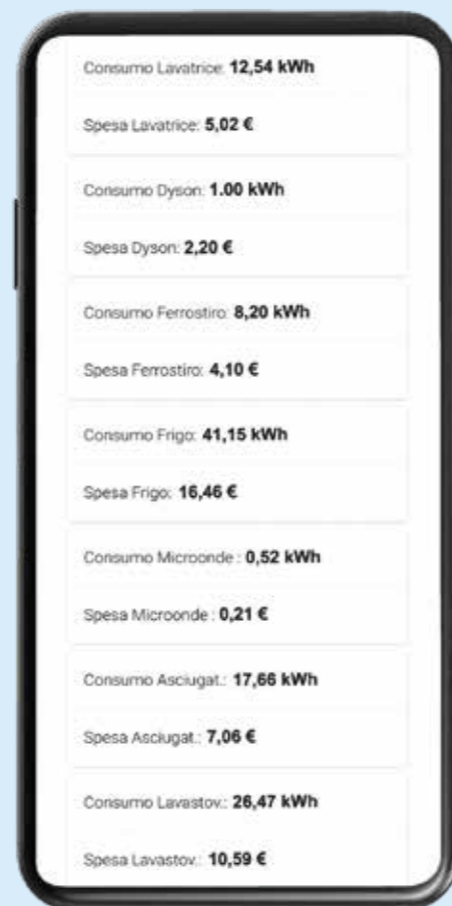 Consumo Lavatrice: 12,54 kWh
Spesa Lavatrice: 5,02 €
Consumo Dyson: 1.00 kWh
Spesa Dyson: 2,20 €
Consumo Ferrostiro: 8,20 kWh
Spesa Ferrostiro: 4,10 €
Consumo Frigo: 41,15 kWh
Spesa Frigo: 16,46 €
Consumo Microonde : 0,52 kWh
Spesa Microonde : 0,21 €
Consumo Asciugat.: 17,66 kWh
Spesa Asciugat.: 7,06 €
Consumo Lavastov.: 26,47 kWh
Spesa Lavastov.: 10,59 €